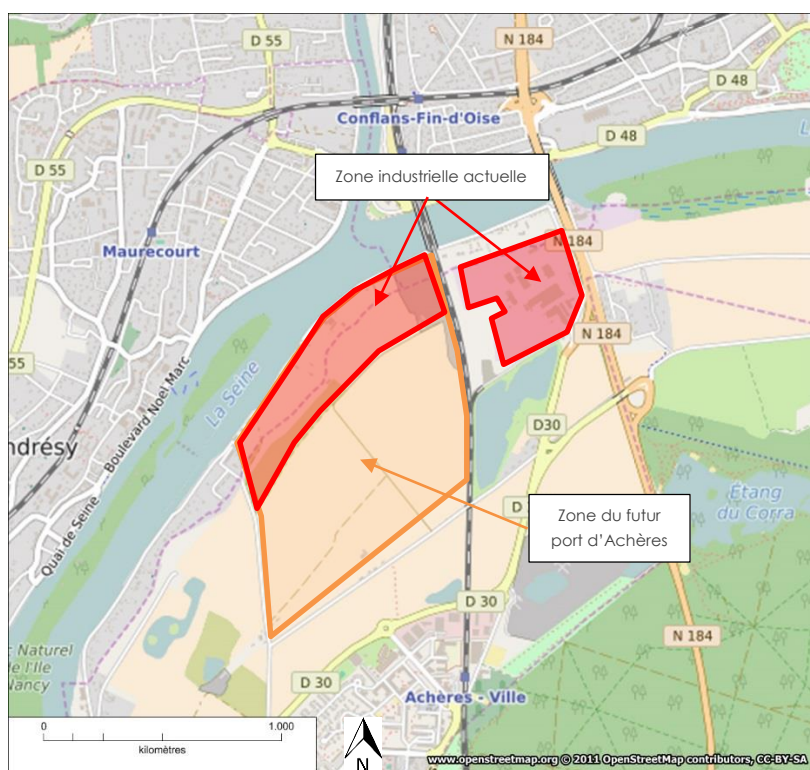 D 55
N 184
D 55
D 48
Conflans-Fin-d'Oise
D 48
D 55
Zone industrielle actuelle
Maurecourt
N 184
La Seine
N 184
55
Boulevard Noël Marc
D30
ndrésy
Étang
du Corra
Zone du futur
port d'Achères
D
Quai de Seine
D 30
N 184
c Naturel
de l'Ile
Nancy
D 30
Achères - Ville
0
1.000
kilomètres
N
www.openstreetmap.org © 2011 OpenStreetMap contributors, CC-BY-SA